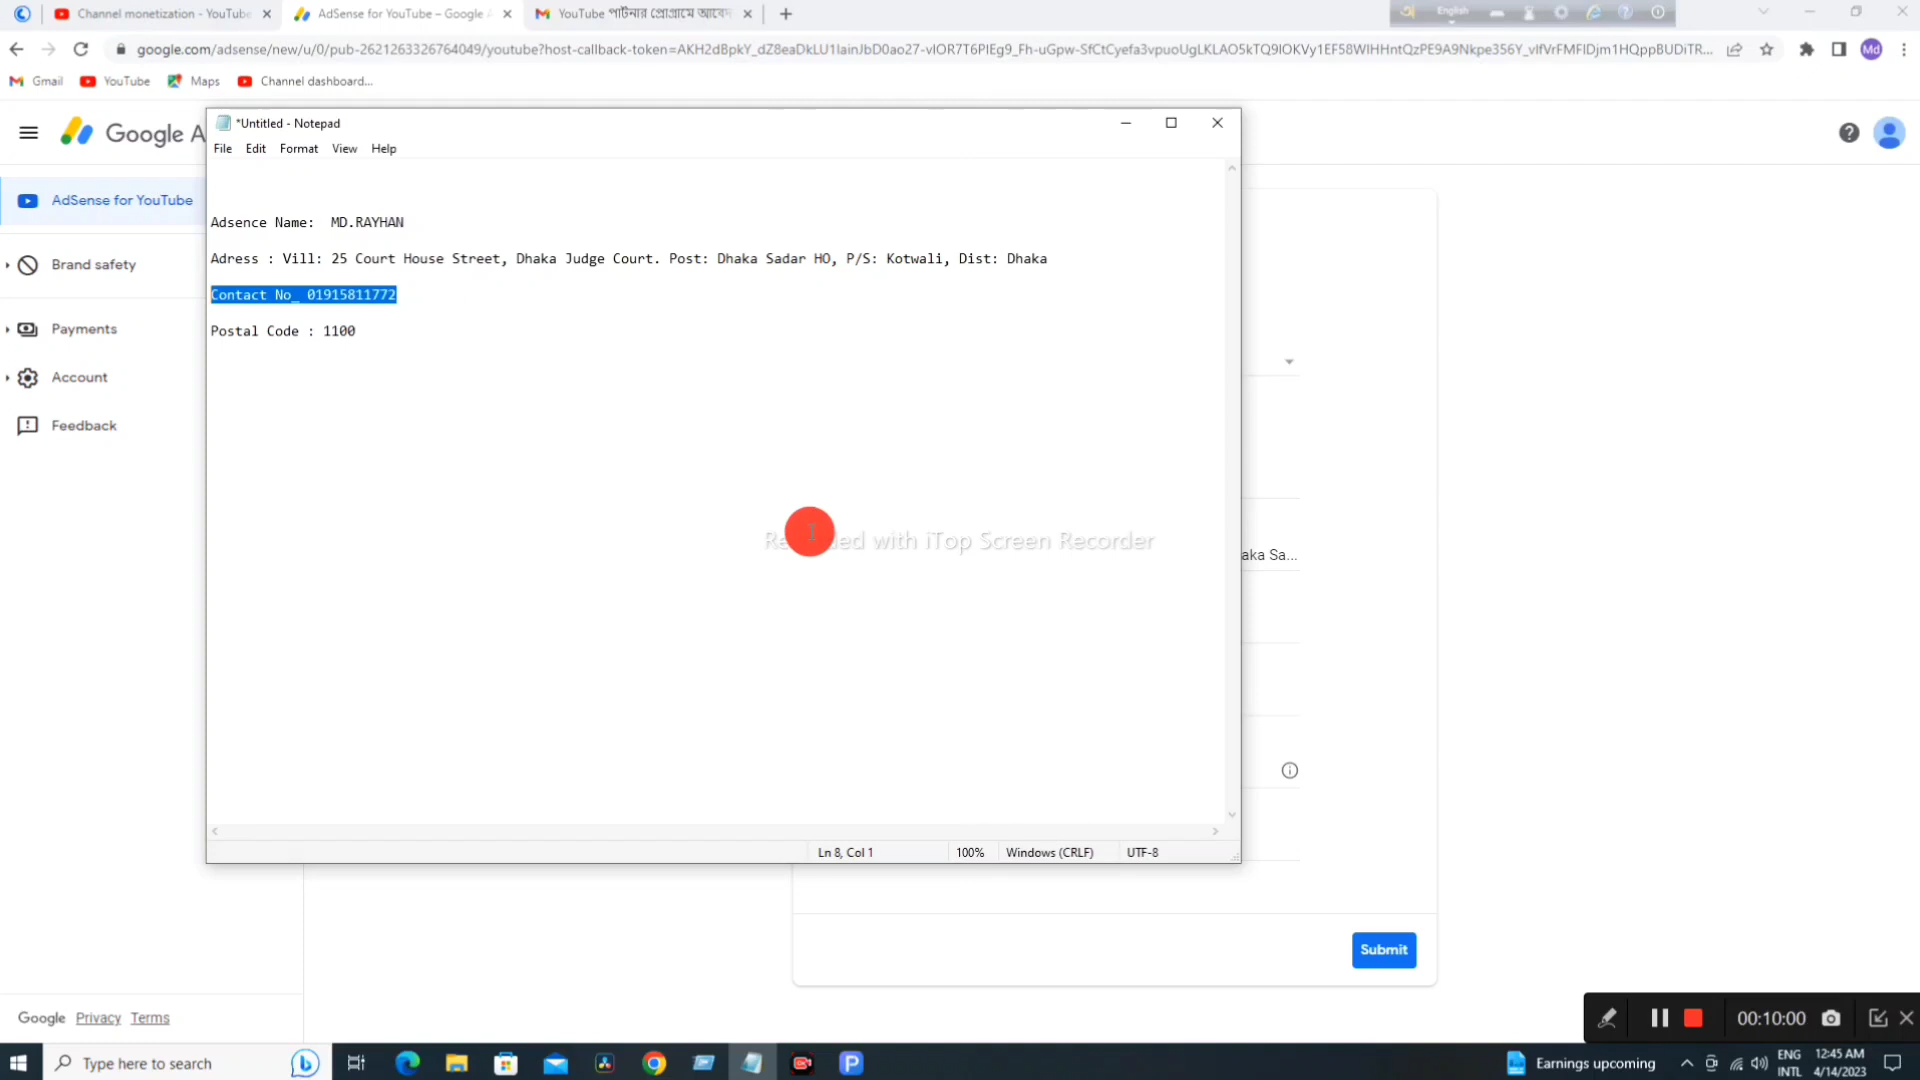 Channel monetization - YouTube
AdSense for YouTube – Google A
YouTube পার্টনার প্রোগ্রামে আবেদ
English
google.com/adsense/new/u/0/pub-2621263326764049/youtube?host-callback-token=
Md
Gmail
YouTube
Maps
Channel dashboard...
Google A
*Untitled - Notepad
File Edit Format View Help
AdSense for YouTube
Brand safety
Payments
Account
Feedback
Adsence Name: MD.RAYHAN
Adress : Vill: 25 Court House Street, Dhaka Judge Court. Post: Dhaka Sadar HO, P/S: Kotwali, Dist: Dhaka
Contact No_ 01915811772
Postal Code : 1100
with iTop Screen Recorder
aka Sa...
Ln 8, Col 1
100%
Windows (CRLF)
UTF-8
Submit
Google Privacy Terms
00:10:00
Type here to search
Earnings upcoming
ENG
INTL
12:45 AM
4/14/2023